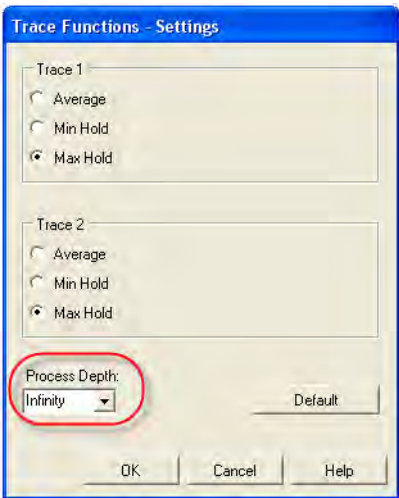 Trace Functions - Settings
Trace 1
Average
Min Hold
Max Hold
Trace 2
Average
Min Hold
Max Hold
Process Depth:
Infinity
Default
OK
Cancel
Help